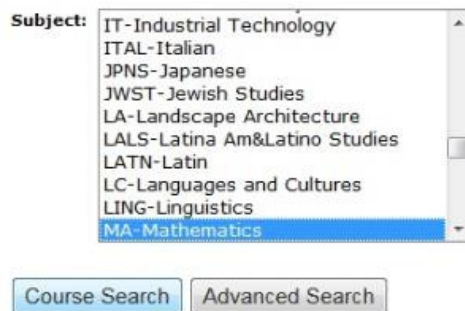 Subject:
IT-Industrial Technology
ITAL-Italian
JPNS-Japanese
JWST-Jewish Studies
LA-Landscape Architecture
LALS-Latina Am&Latino Studies
LATN-Latin
LC-Languages and Cultures
LING-Linguistics
MA-Mathematics
Course Search
Advanced Search